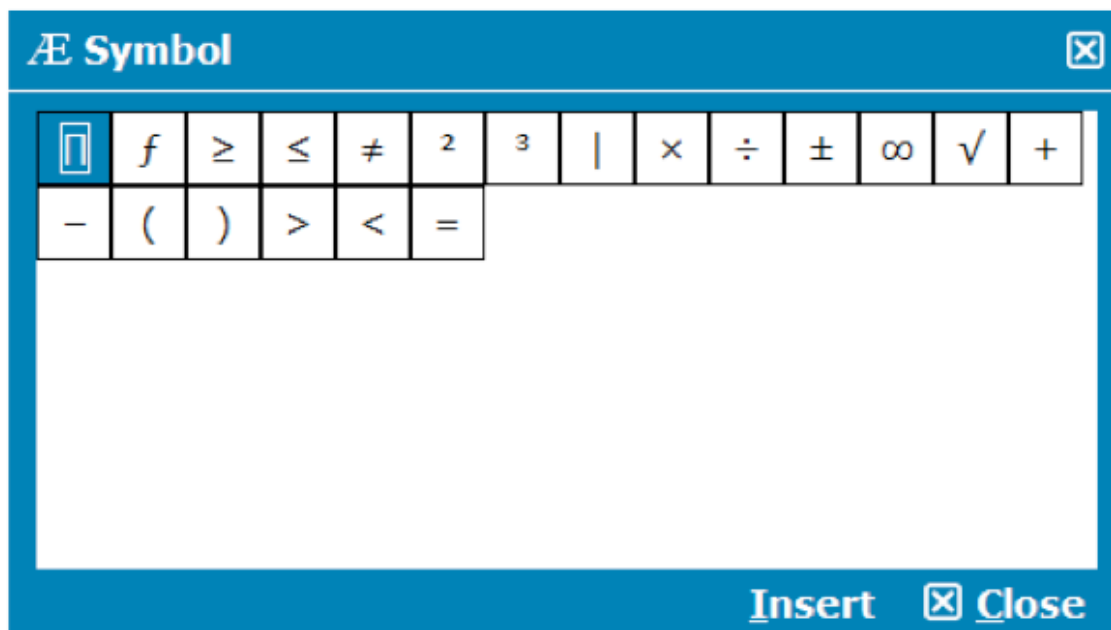 Æ Symbol
∏ ƒ ≥ ≤ ≠ ² ³ | × ÷ ± ∞ √ +
− ( ) > < =
Insert Close